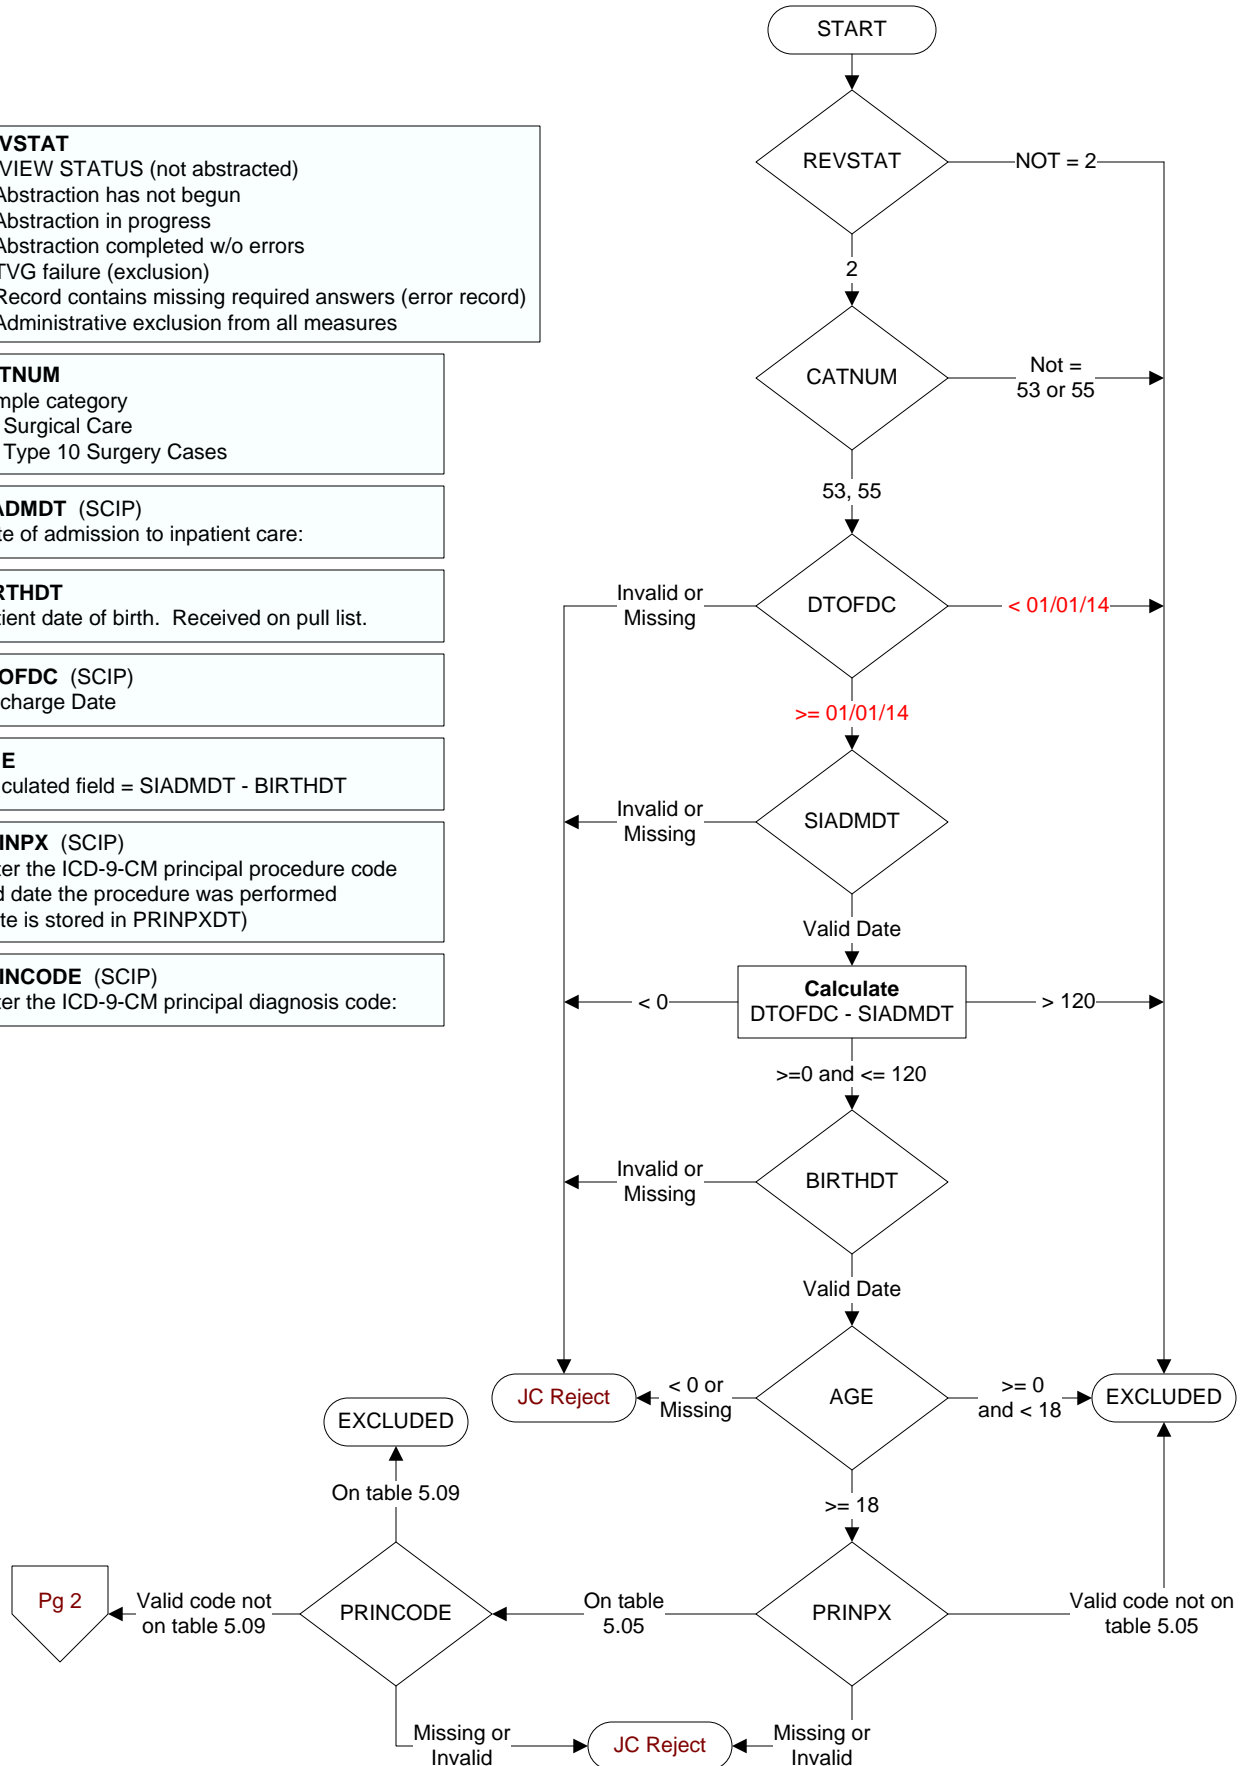 START
REVSTAT
NOT = 2
VSTAT
VIEW STATUS (not abstracted)
Abstraction has not begun
Abstraction in progress
Abstraction completed w/o errors
TVG failure (exclusion)
Record contains missing required answers (error record)
Administrative exclusion from all measures
2
CATNUM
Not =
53 or 55
TNUM
mple category
Surgical Care
Type 10 Surgery Cases
53, 55
ADMDT (SCIP)
te of admission to inpatient care:
DTOFDC
Invalid or
Missing
< 01/01/14
RTHDT
tient date of birth. Received on pull list.
>= 01/01/14
OFDC (SCIP)
charge Date
SIADMDT
Invalid or
Missing
E
culated field = SIADMDT - BIRTHDT
INPX (SCIP)
ter the ICD-9-CM principal procedure code
d date the procedure was performed
te is stored in PRINPXDT)
Valid Date
INCODE (SCIP)
ter the ICD-9-CM principal diagnosis code:
< 0
Calculate
DTOFDC - SIADMDT
> 120
>=0 and <= 120
Invalid or
Missing
BIRTHDT
Valid Date
JC Reject
< 0 or
Missing
AGE
>= 0
and < 18
EXCLUDED
EXCLUDED
On table 5.09
>= 18
Pg 2
Valid code not
on table 5.09
PRINCODE
On table
5.05
PRINPX
Valid code not on
table 5.05
Missing or
Invalid
JC Reject
Missing or
Invalid